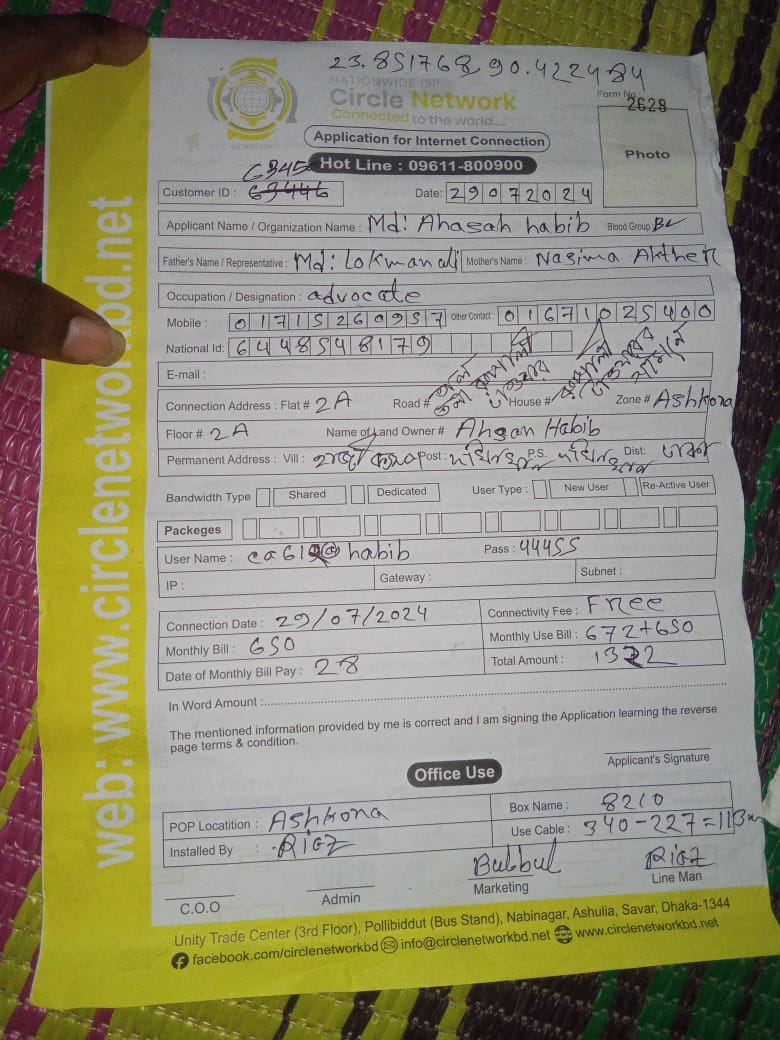 23.851768, 90.422484
NATIONWIDE ISP
Circle Network
Connected to the world....
Form No.
2628
Application for Internet Connection
Photo
Hot Line : 09611-800900
Customer ID : 63446
Date: 29072024
Applicant Name / Organization Name : Md: Ahasah habib Blood Group
Father's Name / Representative : Md: Lokman ali Mother's Name : Nasima Akther
Occupation / Designation : advocate
Mobile : 01715260957 Other Contact : 01671025400
National Id: 6448548179
E-mail :
Connection Address : Flat # 2A Road # House # Zone # Ashkona
Floor # 2A Name of Land Owner # Ahsan Habib
Permanent Address : Vill : Post : P.S. Dist:
Bandwidth Type Shared Dedicated User Type : New User Re-Active User
Packeges
User Name : habib Pass : 44455
IP : Gateway : Subnet :
Connection Date : 29/07/2024 Connectivity Fee : Free
Monthly Bill : 650 Monthly Use Bill : 672+650
Date of Monthly Bill Pay : 28 Total Amount : 1322
In Word Amount :
The mentioned information provided by me is correct and I am signing the Application learning the reverse
page terms & condition.
Applicant's Signature
Office Use
POP Locatition : Ashkona Box Name : 8210
Installed By : Riaz Use Cable : 340-227=113m
Bulbul Riaz
C.O.O Admin Marketing Line Man
Unity Trade Center (3rd Floor), Pollibiddut (Bus Stand), Nabinagar, Ashulia, Savar, Dhaka-1344
facebook.com/circlenetworkbd info@circlenetworkbd.net www.circlenetworkbd.net
web: www.circlenetworkbd.net